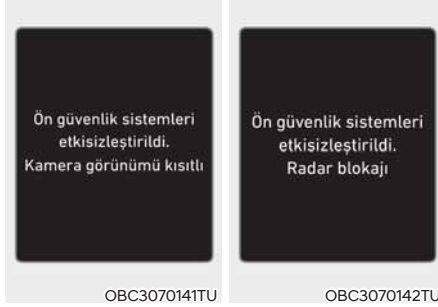 Ön güvenlik sistemleri
etkisizleştirildi.
Kamera görünümü kısıtlı
OBC3070141TU
Ön güvenlik sistemleri
etkisizleştirildi.
Radar blokajı
OBC3070142TU